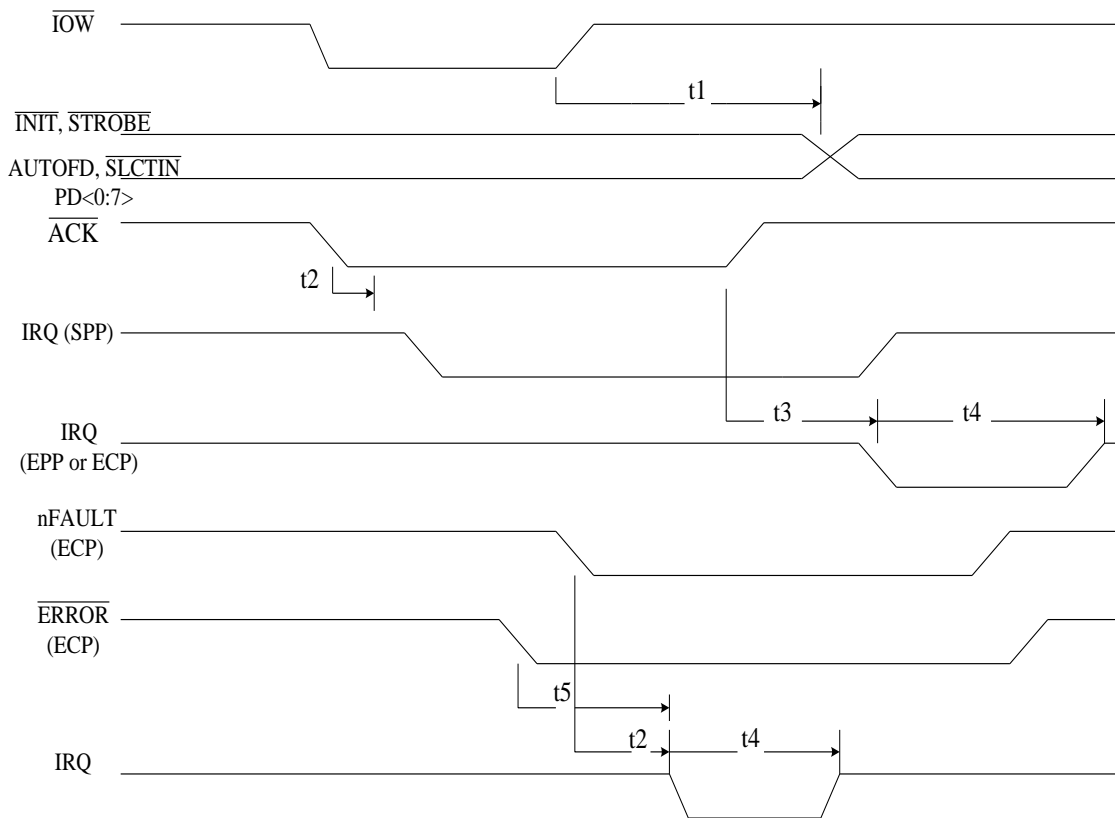 IOW
t1
INIT, STROBE
AUTOFD, SLCTIN
PD<0:7>
ACK
t2
IRQ (SPP)
t3
t4
IRQ
(EPP or ECP)
nFAULT
(ECP)
ERROR
(ECP)
t5
t2
t4
IRQ